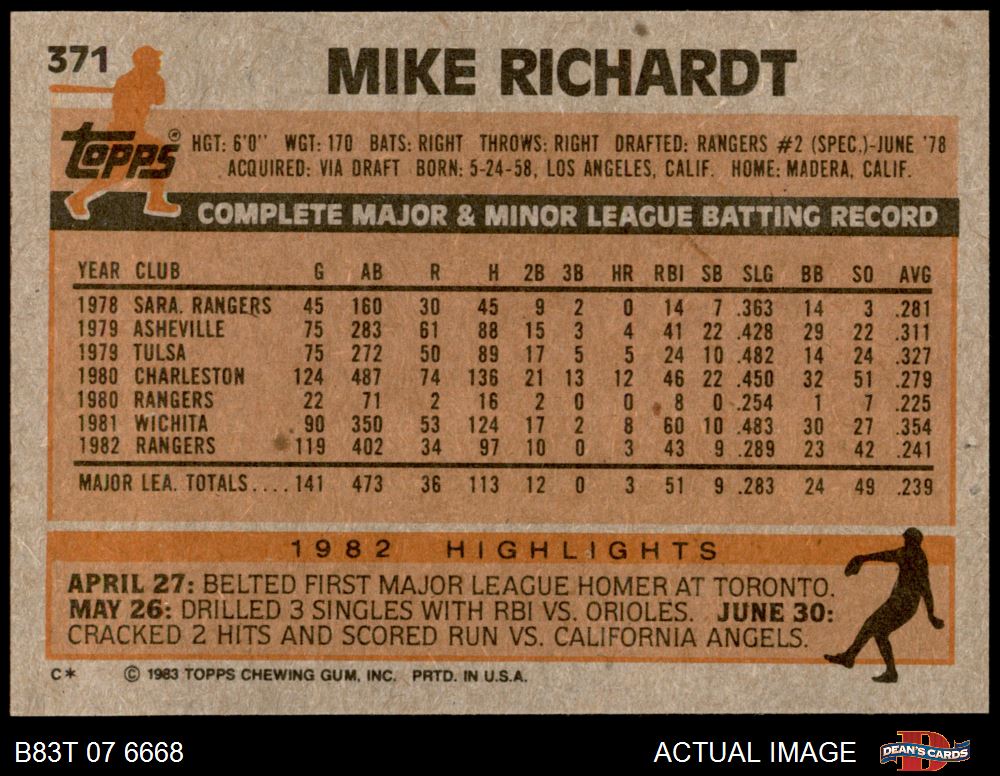 371
MIKE RICHARDT
topps®
HGT: 6'0" WGT: 170 BATS: RIGHT THROWS: RIGHT DRAFTED: RANGERS #2 (SPEC.)-JUNE '78
ACQUIRED: VIA DRAFT BORN: 5-24-58, LOS ANGELES, CALIF. HOME: MADERA, CALIF.
COMPLETE MAJOR & MINOR LEAGUE BATTING RECORD
YEAR CLUB G AB R H 2B 3B HR RBI SB SLG BB SO AVG
1978 SARA. RANGERS 45 160 30 45 9 2 0 14 7 .363 14 3 .281
1979 ASHEVILLE 75 283 61 88 15 3 4 41 22 .428 29 22 .311
1979 TULSA 75 272 50 89 17 5 5 24 10 .482 14 24 .327
1980 CHARLESTON 124 487 74 136 21 13 12 46 22 .450 32 51 .279
1980 RANGERS 22 71 2 16 2 0 0 8 0 .254 1 7 .225
1981 WICHITA 90 350 53 124 17 2 8 60 10 .483 30 27 .354
1982 RANGERS 119 402 34 97 10 0 3 43 9 .289 23 42 .241
MAJOR LEA. TOTALS.... 141 473 36 113 12 0 3 51 9 .283 24 49 .239
1982 HIGHLIGHTS
APRIL 27: BELTED FIRST MAJOR LEAGUE HOMER AT TORONTO.
MAY 26: DRILLED 3 SINGLES WITH RBI VS. ORIOLES. JUNE 30:
CRACKED 2 HITS AND SCORED RUN VS. CALIFORNIA ANGELS.
C* © 1983 TOPPS CHEWING GUM, INC. PRTD. IN U.S.A.
B83T 07 6668 ACTUAL IMAGE DEAN'S CARDS